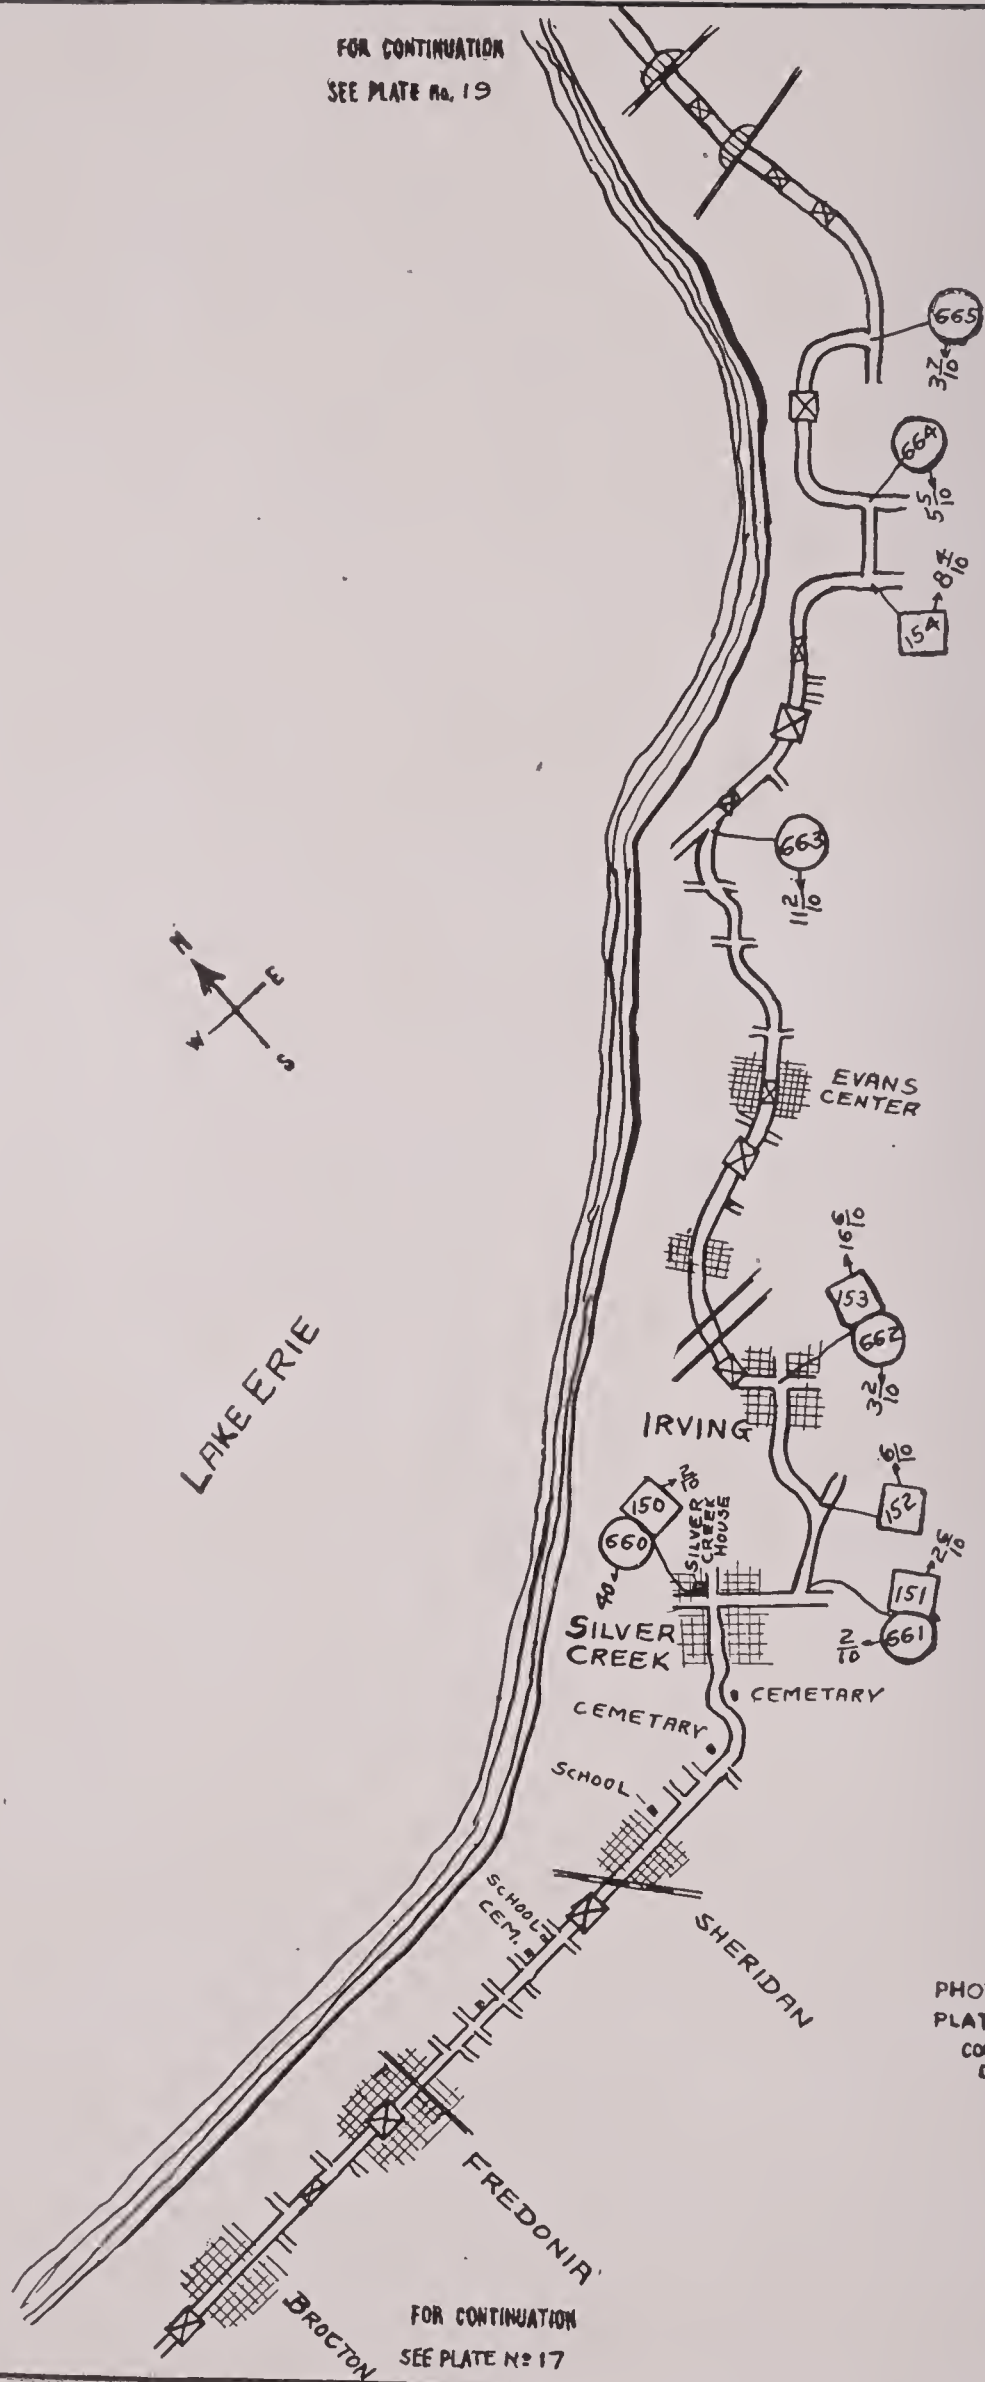 FOR CONTINUATION
SEE PLATE No. 19
665
3 7/10
664
5 5/10
8 4/10
154
663
11 2/10
N
E
W
S
EVANS
CENTER
16 6/10
153
662
3 2/10
LAKE ERIE
IRVING
6/10
152
2/10
150
660
40
SILVER
CREEK
HOUSE
151
661
2/10
SILVER
CREEK
CEMETARY
CEMETARY
SCHOOL
SCHOOL
CEM.
SHERIDAN
PHO
PLAT
CO
FREDONIA
BROCTON
FOR CONTINUATION
SEE PLATE No 17